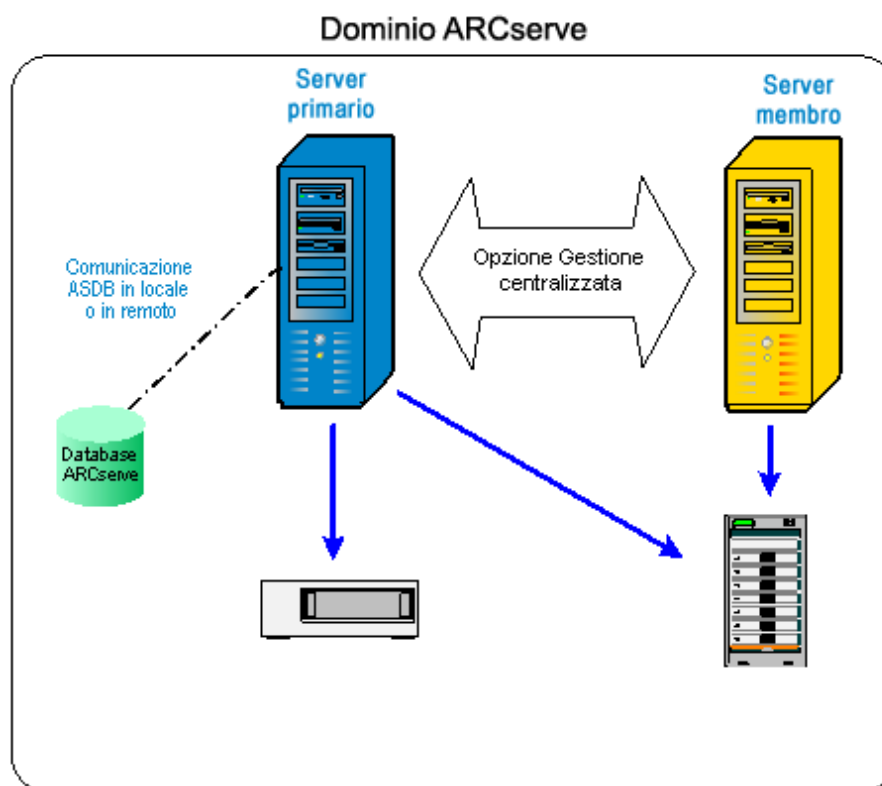 Dominio ARCserve
Server
primario
Server
membro
Opzione Gestione
centralizzata
Comunicazione
ASDB in locale
o in remoto
Database
ARCserve